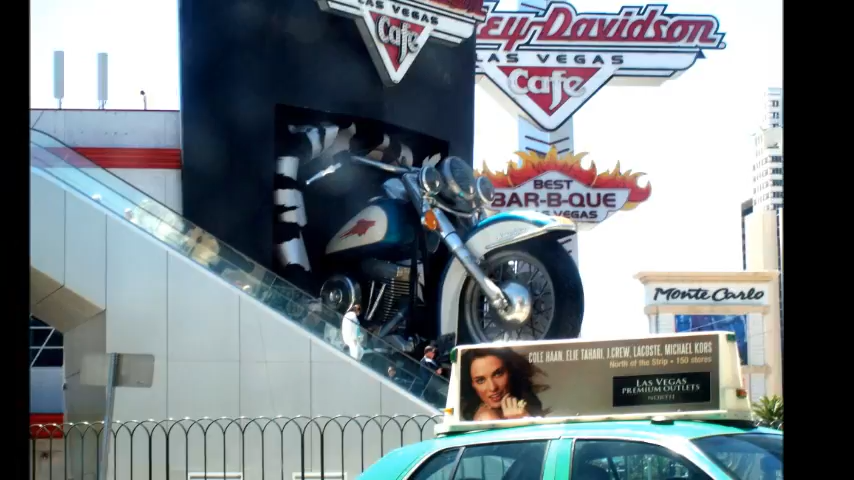 LAS VEGAS
Cafe
ey-Davidson
LAS VEGAS
Cafe
BEST
BAR-B-QUE
VEGAS
Monte Carlo
COLE HAAN, ELIE TAHARI, J.CREW, LACOSTE, MICHAEL KORS
North of the Strip • 150 stores
LAS VEGAS
PREMIUM OUTLETS
NORTH